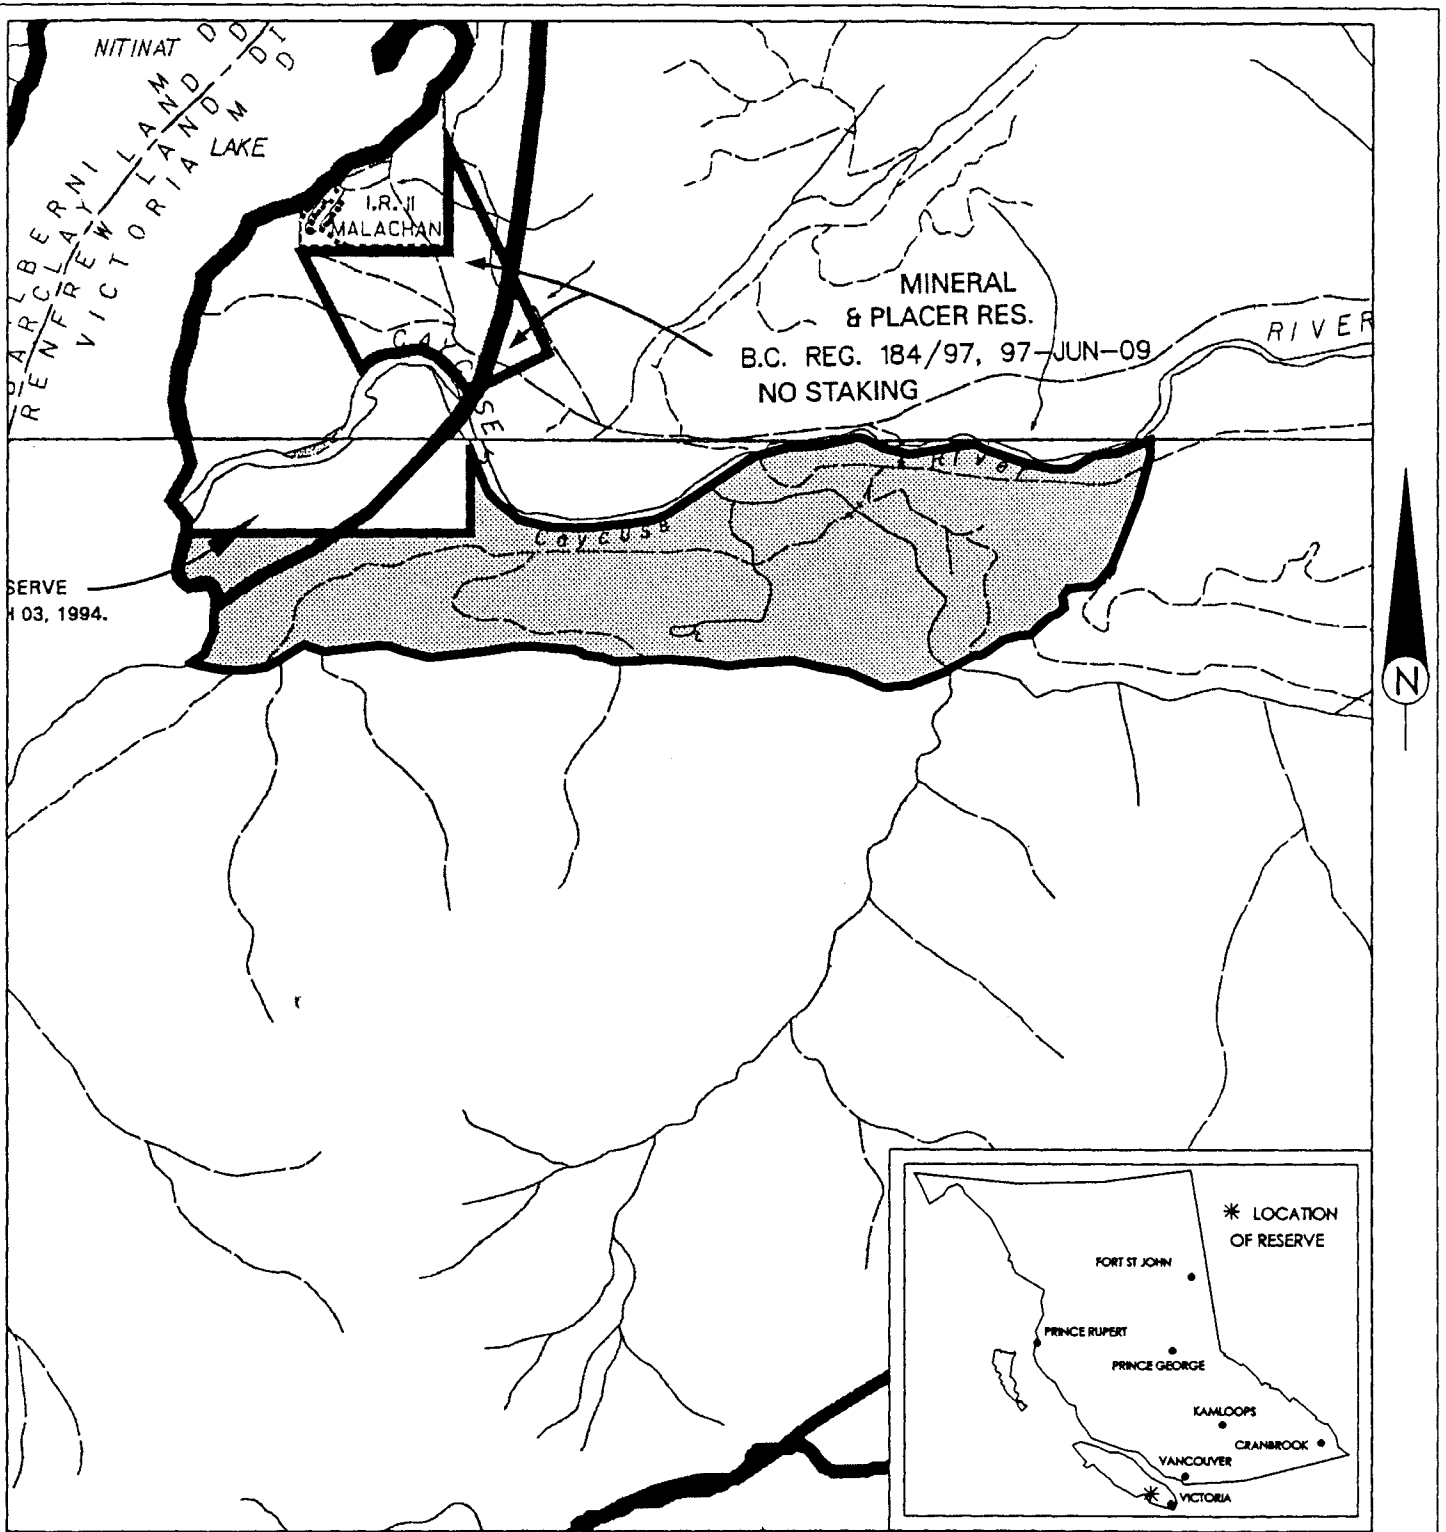 NITINAT
LAKE
ALBERNI M D
BARCLAY LAND D
RENFREW LAND DI
VICTORIA M D
I.R. 11
MALACHAN
MINERAL
& PLACER RES.
B.C. REG. 184/97, 97-JUN-09
NO STAKING
CAYCUSE
RIVER
River
Caycuse
SERVE
H 03, 1994.
N
LOCATION
OF RESERVE
FORT ST JOHN
PRINCE RUPERT
PRINCE GEORGE
KAMLOOPS
CRANBROOK
VANCOUVER
VICTORIA